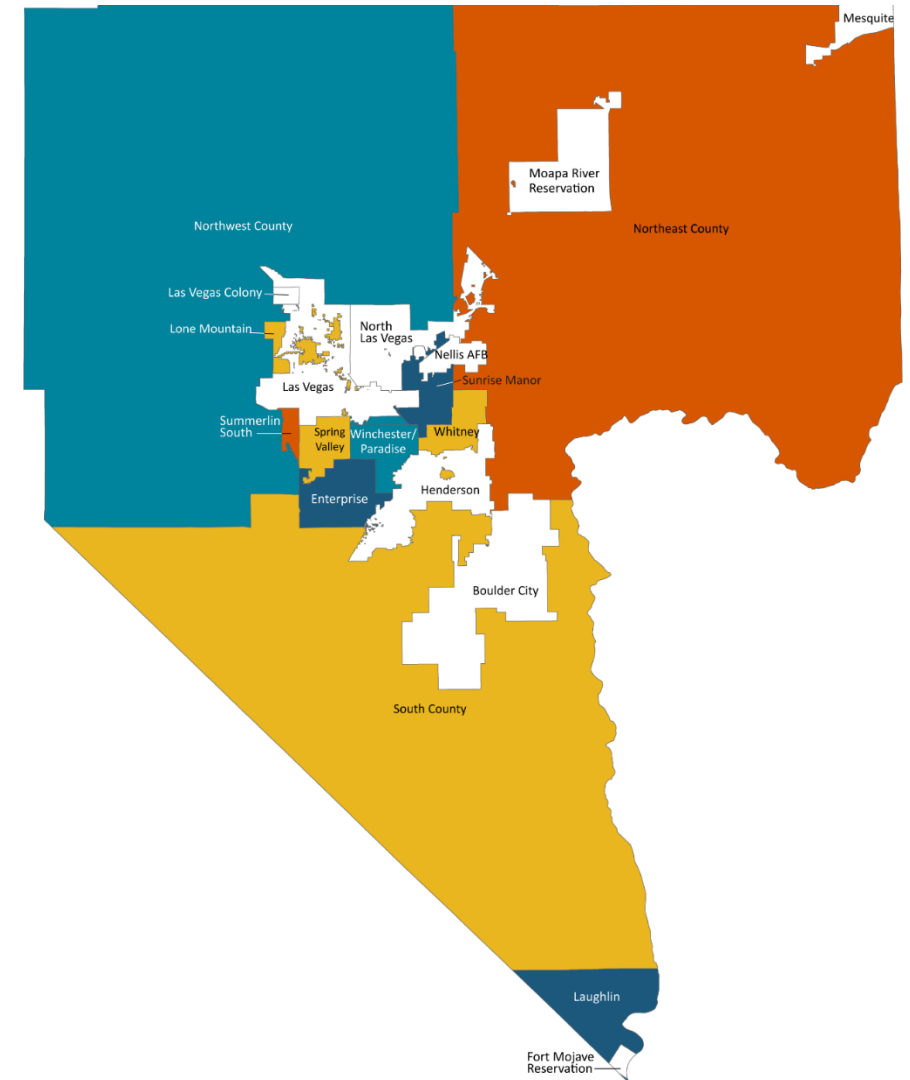 Mesquite
Moapa River
Reservation
Northwest County
Northeast County
Las Vegas Colony
Lone Mountain
North
Las Vegas
Nellis AFB
Sunrise Manor
Las Vegas
Summerlin
South
Spring
Valley
Winchester/
Paradise
Whitney
Enterprise
Henderson
Boulder City
South County
Laughlin
Fort Mojave
Reservation